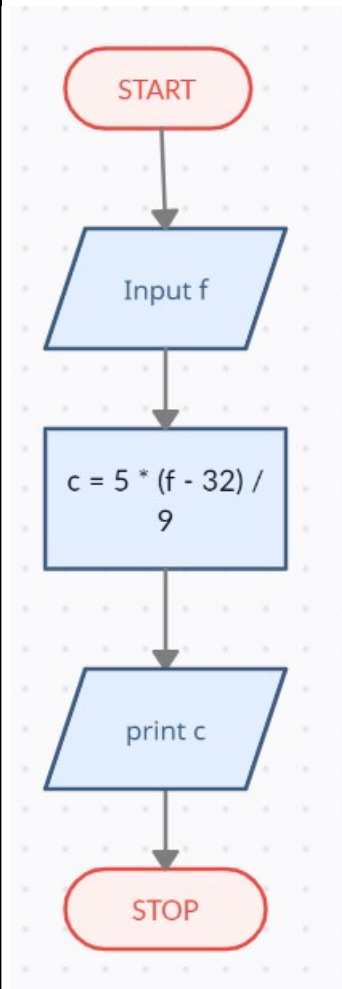 START
Input f
c = 5 * (f - 32) /
9
print c
STOP